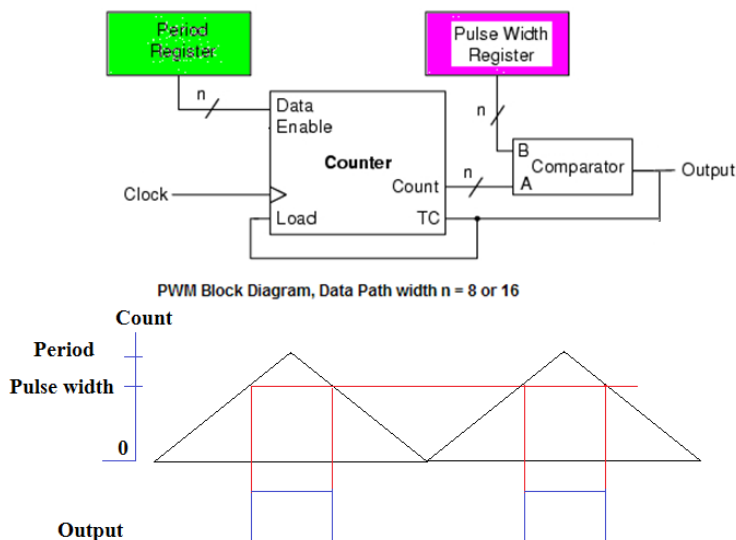 Period
Register
Pulse Width
Register
n
n
Data
Enable
Counter
n
B
Comparator
Output
A
Clock
Count
Load
TC
PWM Block Diagram, Data Path width n = 8 or 16
Count
Period
Pulse width
0
Output